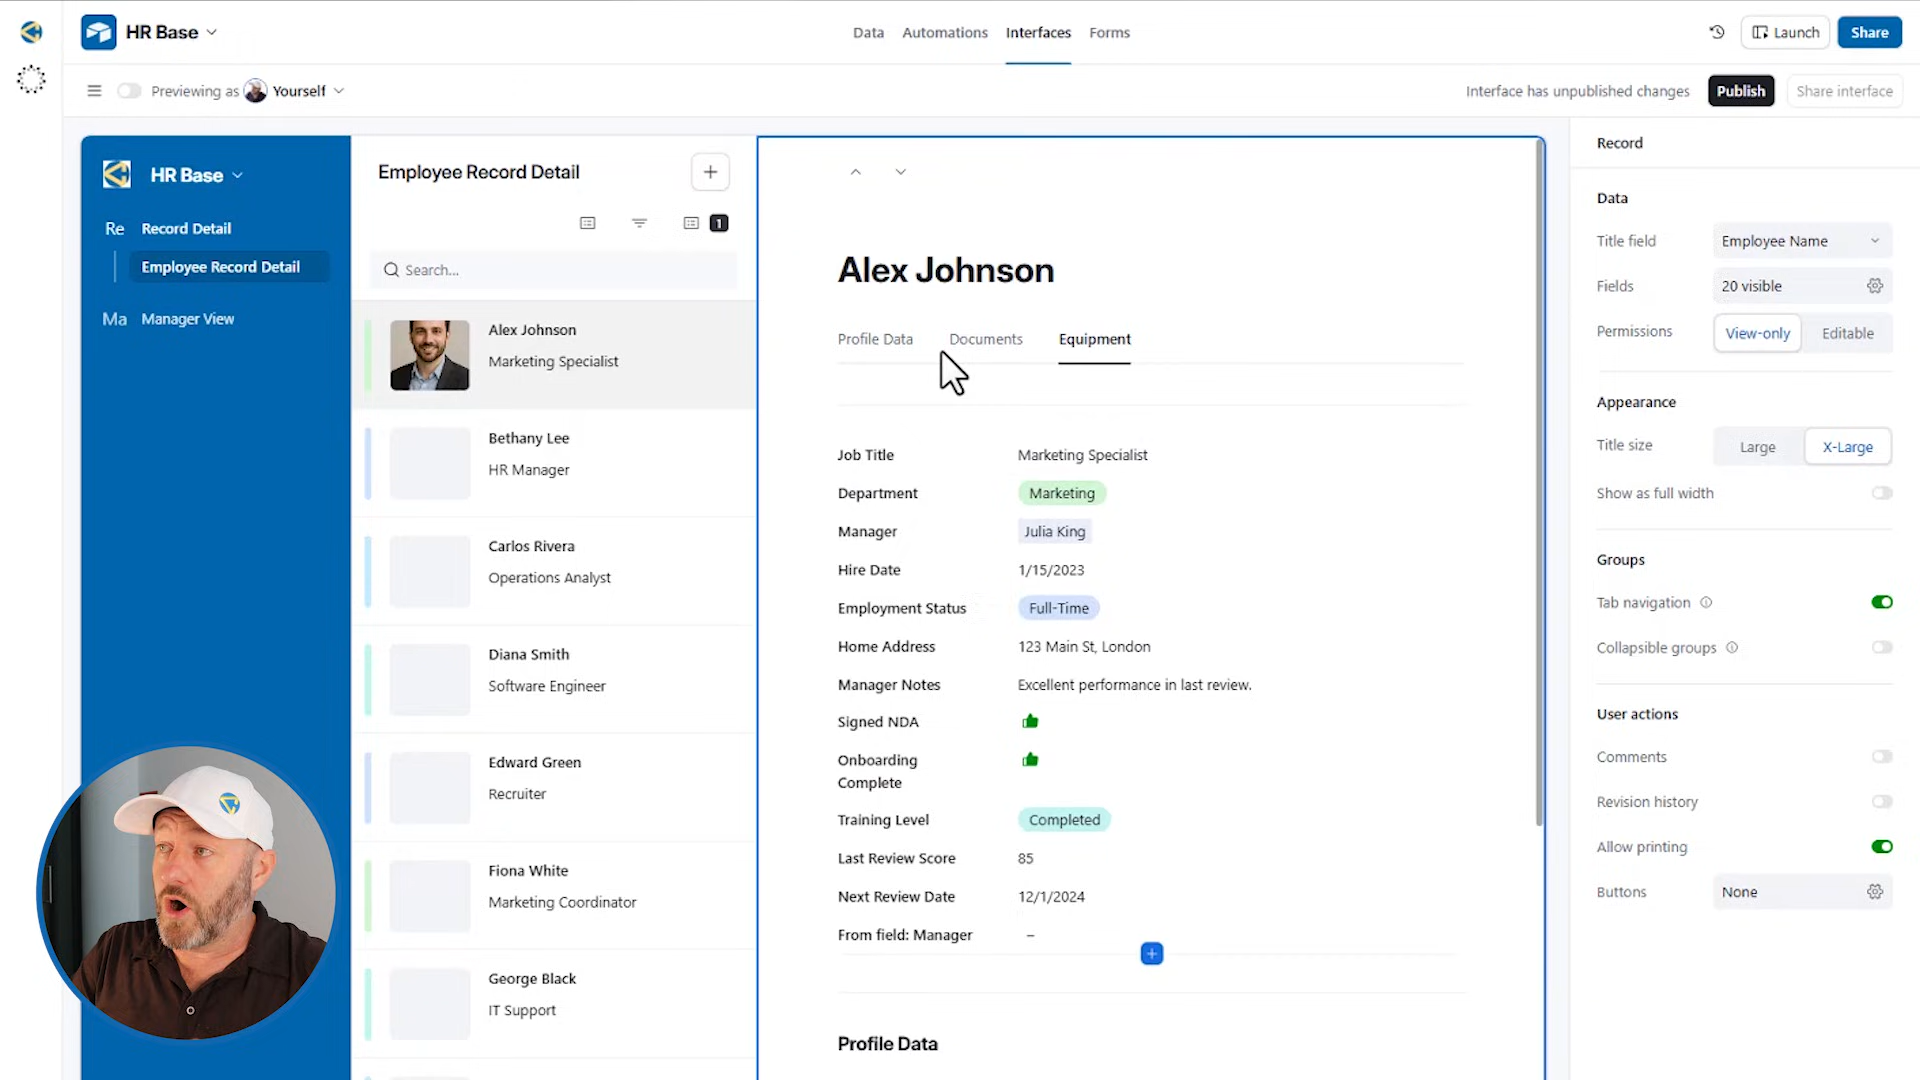 HR Base
Data
Automations
Interfaces
Forms
Launch
Share
Previewing as
Yourself
Interface has unpublished changes
Publish
Share interface
HR Base
Re
Record Detail
Employee Record Detail
Ma
Manager View
Employee Record Detail
1
Search...
Alex Johnson
Marketing Specialist
Bethany Lee
HR Manager
Carlos Rivera
Operations Analyst
Diana Smith
Software Engineer
Edward Green
Recruiter
Fiona White
Marketing Coordinator
George Black
IT Support
Alex Johnson
Profile Data
Documents
Equipment
Job Title
Marketing Specialist
Department
Marketing
Manager
Julia King
Hire Date
1/15/2023
Employment Status
Full-Time
Home Address
123 Main St, London
Manager Notes
Excellent performance in last review.
Signed NDA
Onboarding
Complete
Training Level
Completed
Last Review Score
85
Next Review Date
12/1/2024
From field: Manager
–
Profile Data
Record
Data
Title field
Employee Name
Fields
20 visible
Permissions
View-only
Editable
Appearance
Title size
Large
X-Large
Show as full width
Groups
Tab navigation
Collapsible groups
User actions
Comments
Revision history
Allow printing
Buttons
None